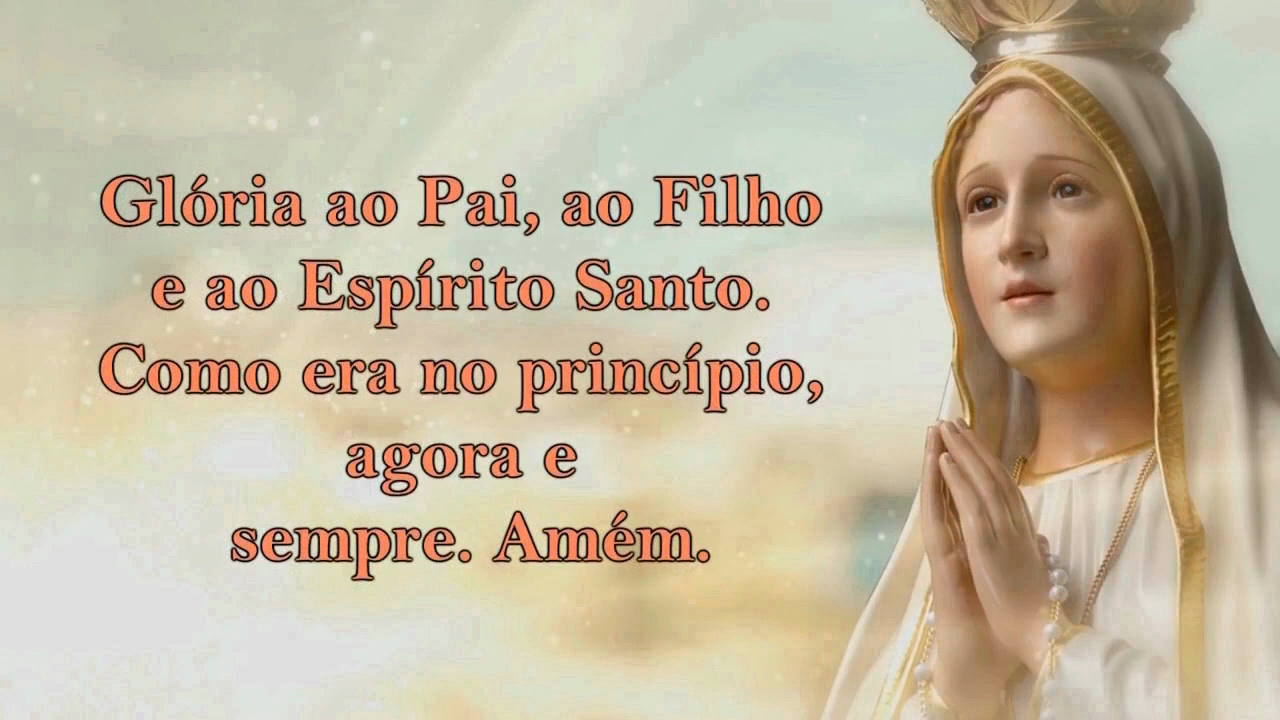 Glória ao Pai, ao Filho
e ao Espírito Santo.
Como era no princípio,
agora e
sempre. Amém.